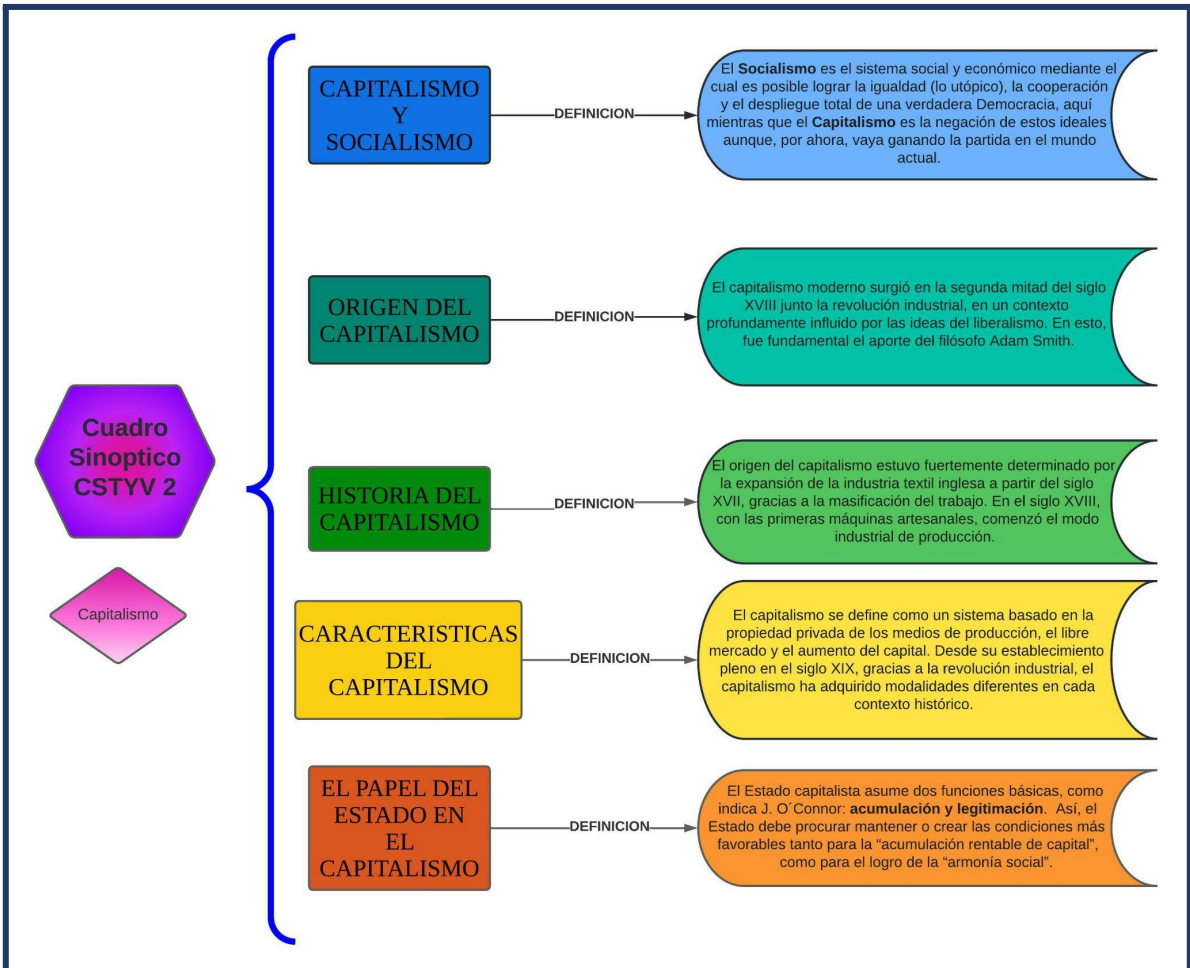 Cuadro
Sinoptico
CSTYV 2
Capitalismo
CAPITALISMO
Y
SOCIALISMO
DEFINICION
El Socialismo es el sistema social y económico mediante el
cual es posible lograr la igualdad (lo utópico), la cooperación
y el despliegue total de una verdadera Democracia, aquí
mientras que el Capitalismo es la negación de estos ideales
aunque, por ahora, vaya ganando la partida en el mundo
actual.
ORIGEN DEL
CAPITALISMO
DEFINICION
El capitalismo moderno surgió en la segunda mitad del siglo
XVIII junto la revolución industrial, en un contexto
profundamente influido por las ideas del liberalismo. En esto,
fue fundamental el aporte del filósofo Adam Smith.
HISTORIA DEL
CAPITALISMO
DEFINICION
El origen del capitalismo estuvo fuertemente determinado por
la expansión de la industria textil inglesa a partir del siglo
XVII, gracias a la masificación del trabajo. En el siglo XVIII,
con las primeras máquinas artesanales, comenzó el modo
industrial de producción.
CARACTERISTICAS
DEL
CAPITALISMO
DEFINICION
El capitalismo se define como un sistema basado en la
propiedad privada de los medios de producción, el libre
mercado y el aumento del capital. Desde su establecimiento
pleno en el siglo XIX, gracias a la revolución industrial, el
capitalismo ha adquirido modalidades diferentes en cada
contexto histórico.
EL PAPEL DEL
ESTADO EN
EL
CAPITALISMO
DEFINICION
El Estado capitalista asume dos funciones básicas, como
indica J. O´Connor: acumulación y legitimación. Así, el
Estado debe procurar mantener o crear las condiciones más
favorables tanto para la “acumulación rentable de capital”,
como para el logro de la “armonía social”.